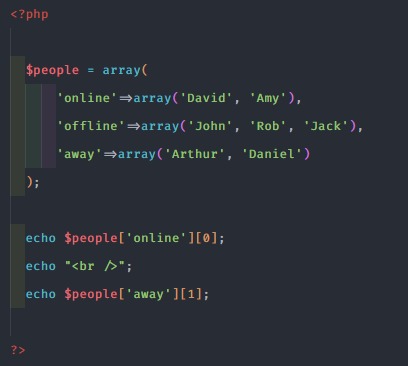 <?php
$people = array(
'online'=>array('David', 'Amy'),
'offline'=>array('John', 'Rob', 'Jack'),
'away'=>array('Arthur', 'Daniel')
);
echo $people['online'][0];
echo "<br />";
echo $people['away'][1];
?>